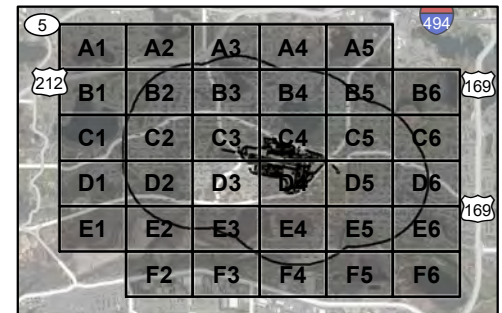 5
494
A1 A2 A3 A4 A5
212
B1 B2 B3 B4 B5 B6
169
C1 C2 C3 C4 C5 C6
D1 D2 D3 D4 D5 D6
169
E1 E2 E3 E4 E5 E6
F2 F3 F4 F5 F6